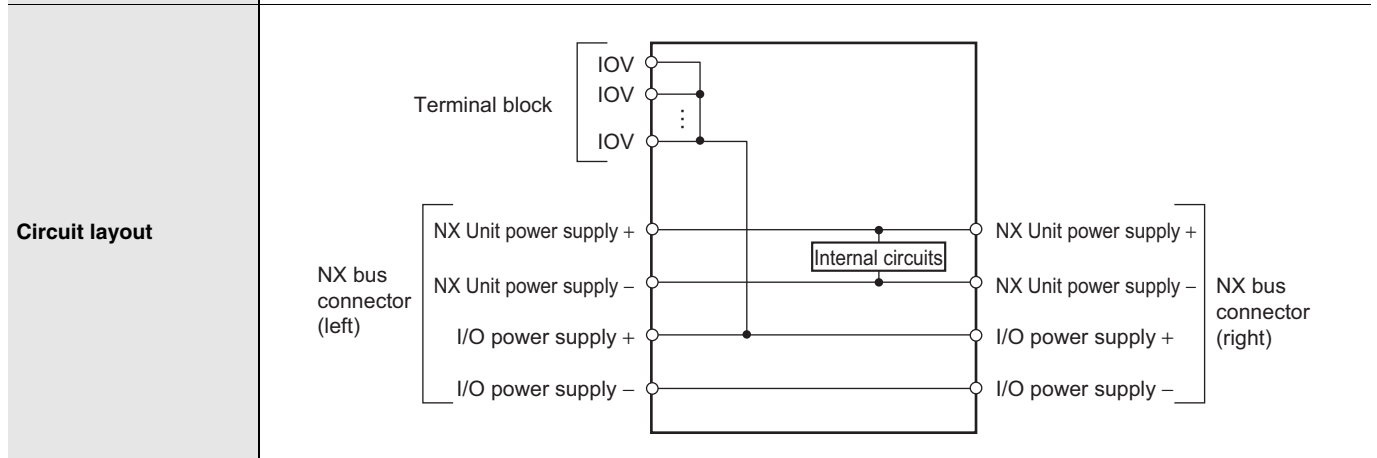 Circuit layout
Terminal block
IOV
IOV
⋮
IOV
NX bus
connector
(left)
NX Unit power supply +
NX Unit power supply −
I/O power supply +
I/O power supply −
Internal circuits
NX Unit power supply +
NX Unit power supply −
I/O power supply +
I/O power supply −
NX bus
connector
(right)